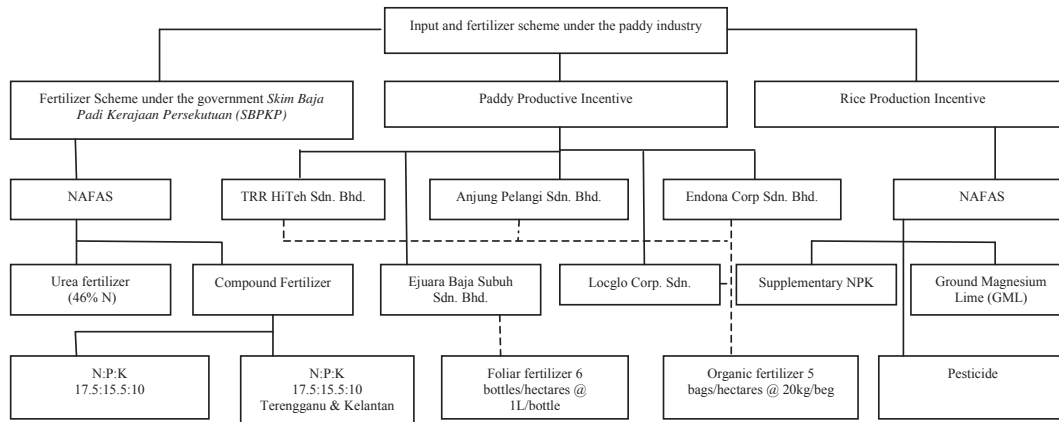 Input and fertilizer scheme under the paddy industry
Fertilizer Scheme under the government Skim Baja
Padi Kerajaan Persekutuan (SBPKP)
Paddy Productive Incentive
Rice Production Incentive
NAFAS
TRR HiTeh Sdn. Bhd.
Anjung Pelangi Sdn. Bhd.
Endona Corp Sdn. Bhd.
NAFAS
Urea fertilizer
(46% N)
Compound Fertilizer
Ejuara Baja Subuh
Sdn. Bhd.
Locglo Corp. Sdn.
Supplementary NPK
Ground Magnesium
Lime (GML)
N:P:K
17.5:15.5:10
N:P:K
17.5:15.5:10
Terengganu & Kelantan
Foliar fertilizer 6
bottles/hectares @
1L/bottle
Organic fertilizer 5
bags/hectares @ 20kg/beg
Pesticide